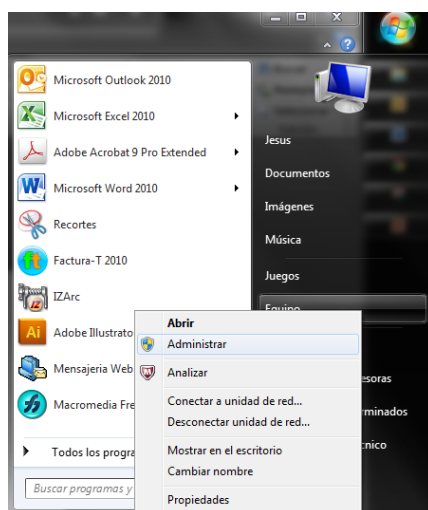 Microsoft Outlook 2010
Microsoft Excel 2010
Adobe Acrobat 9 Pro Extended
Microsoft Word 2010
Recortes
Factura-T 2010
IZArc
Adobe Illustrato
Mensajeria Web
Macromedia Fre
Todos los progra
Buscar programas y
Jesus
Documentos
Imágenes
Música
Juegos
Equipo
esoras
rminados
cnico
Abrir
Administrar
Analizar
Conectar a unidad de red...
Desconectar unidad de red...
Mostrar en el escritorio
Cambiar nombre
Propiedades